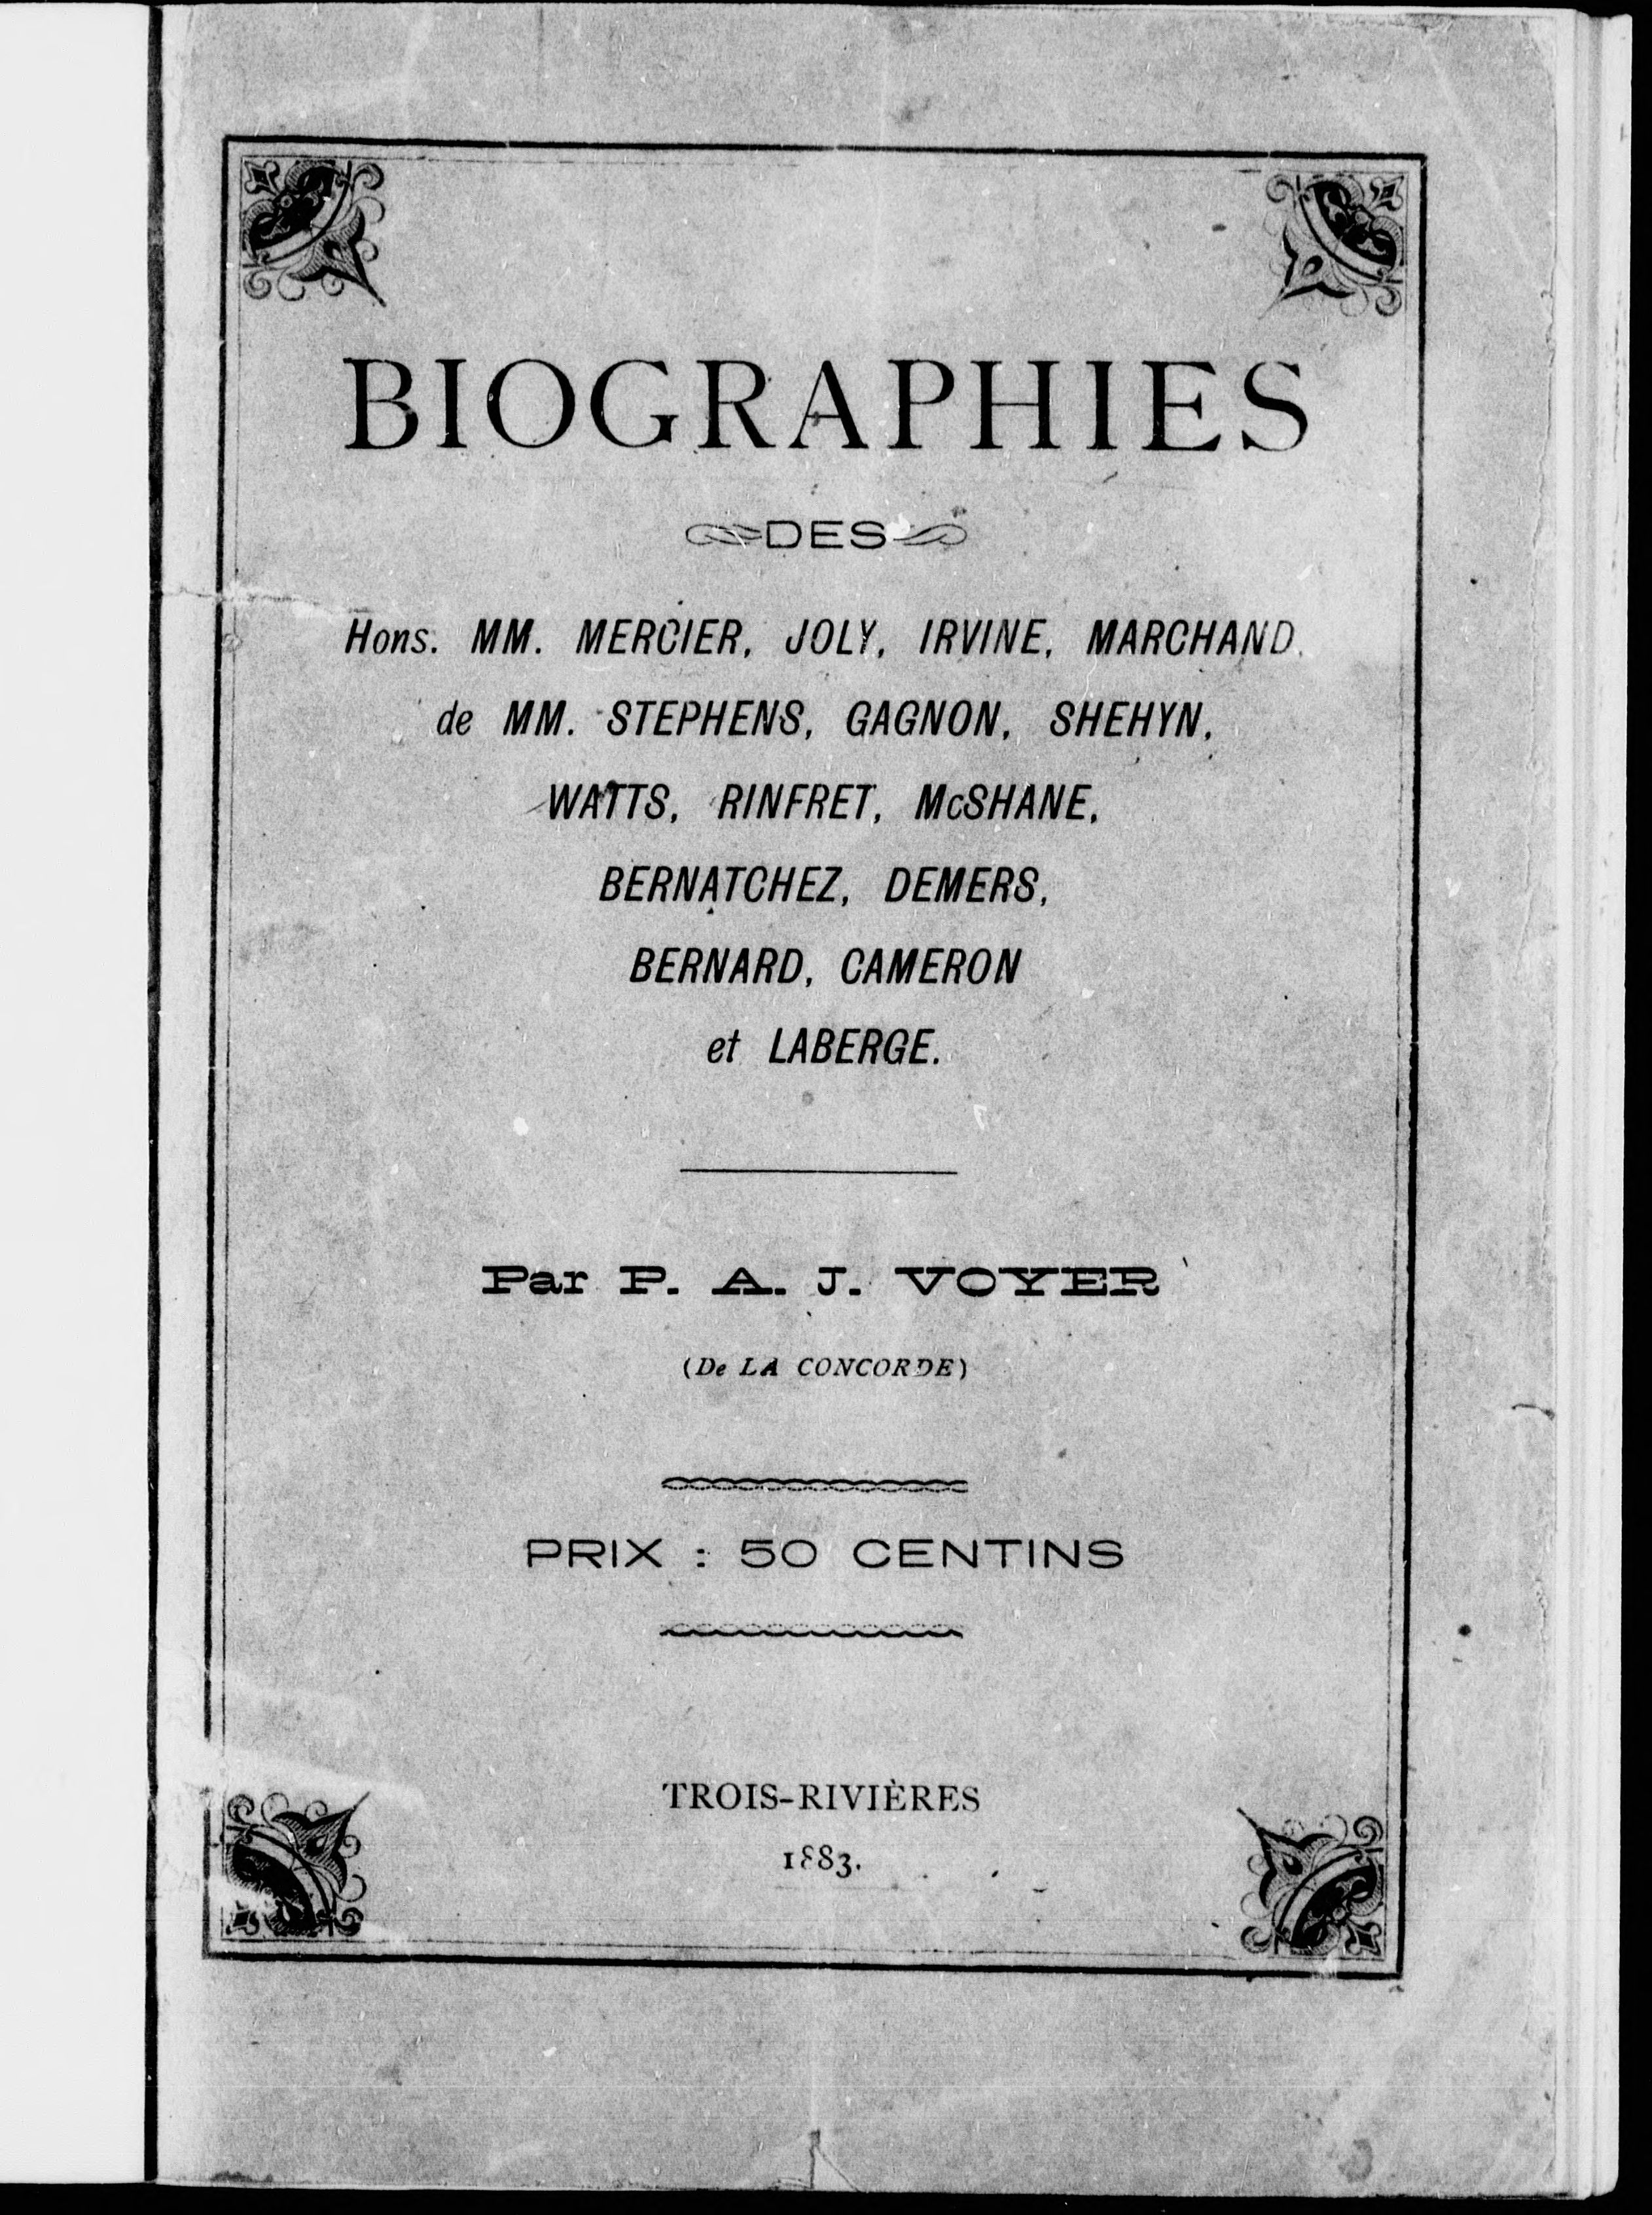 BIOGRAPHIES
DES
Hons. MM. MERCIER, JOLY, IRVINE, MARCHAND,
de MM. STEPHENS, GAGNON, SHEHYN,
WATTS, RINFRET, McSHANE,
BERNATCHEZ, DEMERS,
BERNARD, CAMERON
et LABERGE.
Par P. A. J. VOYER
(De LA CONCORDE)
PRIX : 50 CENTINS
TROIS-RIVIÈRES
1883.